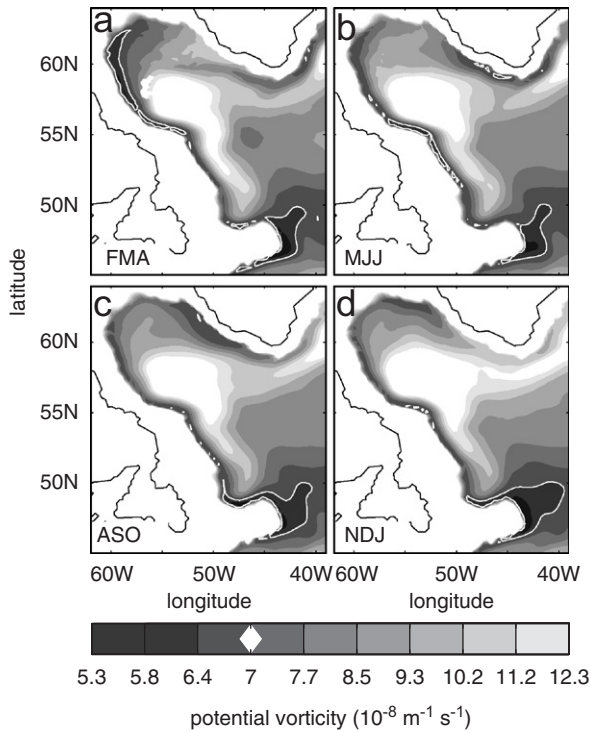 a b
60N
55N
50N
FMA MJJ
latitude
c d
60N
55N
50N
ASO NDJ
60W 50W 40W 60W 50W 40W
longitude longitude
5.3 5.8 6.4 7 7.7 8.5 9.3 10.2 11.2 12.3
potential vorticity (10⁻⁸ m⁻¹ s⁻¹)